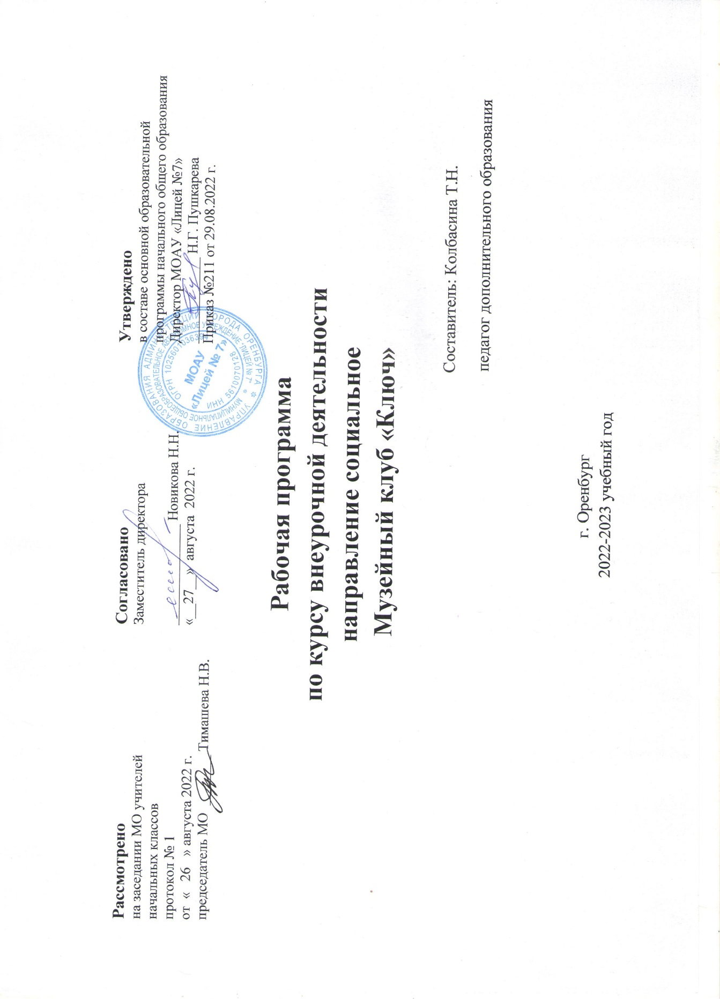 Рассмотрено
на заседании МО учителей
начальных классов
протокол № 1
от « 26 » августа 2022 г.
председатель МО Тимашева Н.В.
Согласовано
Заместитель директора
Новикова Н.Н.
«__27__» августа 2022 г.
Утверждено
в составе основной образовательной
программы начального общего образования
Директор МОАУ «Лицей №7»
Н.Г. Пушкарева
Приказ №211 от 29.08.2022 г.
УПРАВЛЕНИЕ ОБРАЗОВАНИЯ АДМИНИСТРАЦИИ ГОРОДА ОРЕНБУРГА *
МУНИЦИПАЛЬНОЕ ОБЩЕОБРАЗОВАТЕЛЬНОЕ АВТОНОМНОЕ УЧРЕЖДЕНИЕ "ЛИЦЕЙ № 7" *
ИНН 5610070128
МОАУ
«Лицей № 7»
Рабочая программа
по курсу внеурочной деятельности
направление социальное
Музейный клуб «Ключ»
Составитель: Колбасина Т.Н.
педагог дополнительного образования
г. Оренбург
2022-2023 учебный год